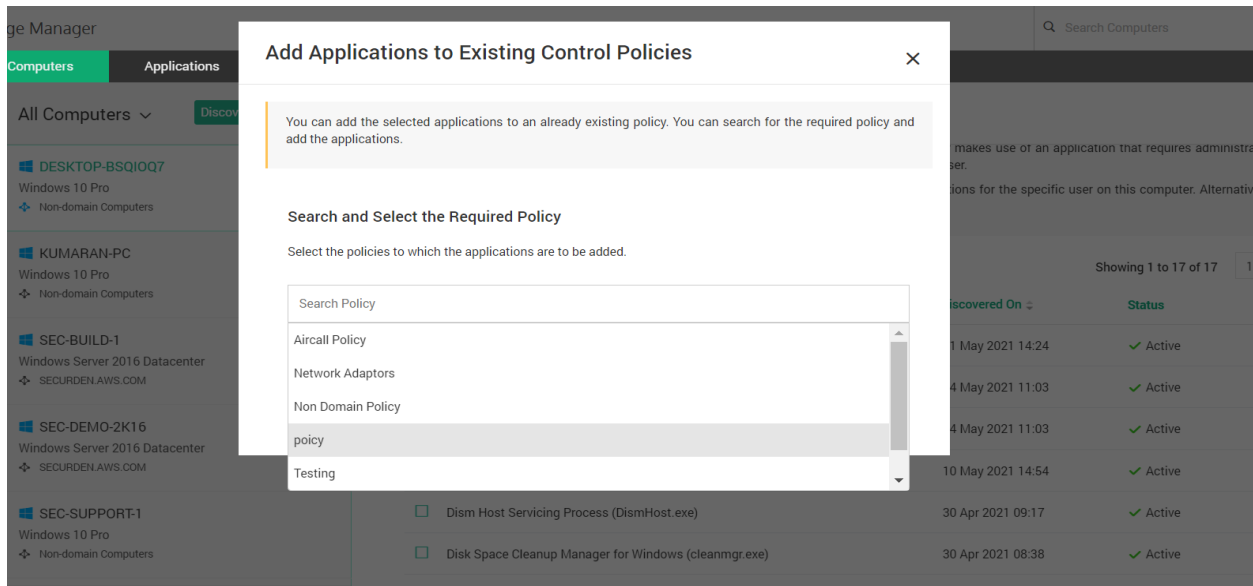 ge Manager
Search Computers
Computers
Applications
All Computers
Discov
DESKTOP-BSQIOQ7
Windows 10 Pro
Non-domain Computers
KUMARAN-PC
Windows 10 Pro
Non-domain Computers
SEC-BUILD-1
Windows Server 2016 Datacenter
SECURDEN.AWS.COM
SEC-DEMO-2K16
Windows Server 2016 Datacenter
SECURDEN.AWS.COM
SEC-SUPPORT-1
Windows 10 Pro
Non-domain Computers
Add Applications to Existing Control Policies
You can add the selected applications to an already existing policy. You can search for the required policy and
add the applications.
Search and Select the Required Policy
Select the policies to which the applications are to be added.
Search Policy
Aircall Policy
Network Adaptors
Non Domain Policy
poicy
Testing
makes use of an application that requires administra
ser.
ions for the specific user on this computer. Alternativ
Showing 1 to 17 of 17
1
iscovered On
Status
1 May 2021 14:24
Active
4 May 2021 11:03
Active
4 May 2021 11:03
Active
10 May 2021 14:54
Active
Dism Host Servicing Process (DismHost.exe)
30 Apr 2021 09:17
Active
Disk Space Cleanup Manager for Windows (cleanmgr.exe)
30 Apr 2021 08:38
Active